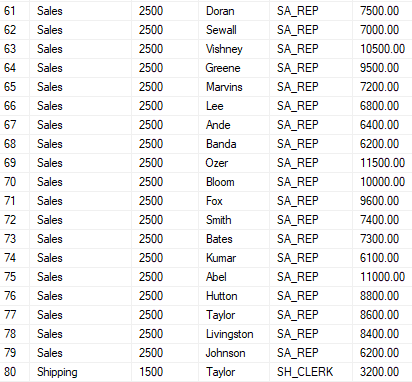 61 Sales 2500 Doran SA_REP 7500.00
62 Sales 2500 Sewall SA_REP 7000.00
63 Sales 2500 Vishney SA_REP 10500.00
64 Sales 2500 Greene SA_REP 9500.00
65 Sales 2500 Marvins SA_REP 7200.00
66 Sales 2500 Lee SA_REP 6800.00
67 Sales 2500 Ande SA_REP 6400.00
68 Sales 2500 Banda SA_REP 6200.00
69 Sales 2500 Ozer SA_REP 11500.00
70 Sales 2500 Bloom SA_REP 10000.00
71 Sales 2500 Fox SA_REP 9600.00
72 Sales 2500 Smith SA_REP 7400.00
73 Sales 2500 Bates SA_REP 7300.00
74 Sales 2500 Kumar SA_REP 6100.00
75 Sales 2500 Abel SA_REP 11000.00
76 Sales 2500 Hutton SA_REP 8800.00
77 Sales 2500 Taylor SA_REP 8600.00
78 Sales 2500 Livingston SA_REP 8400.00
79 Sales 2500 Johnson SA_REP 6200.00
80 Shipping 1500 Taylor SH_CLERK 3200.00